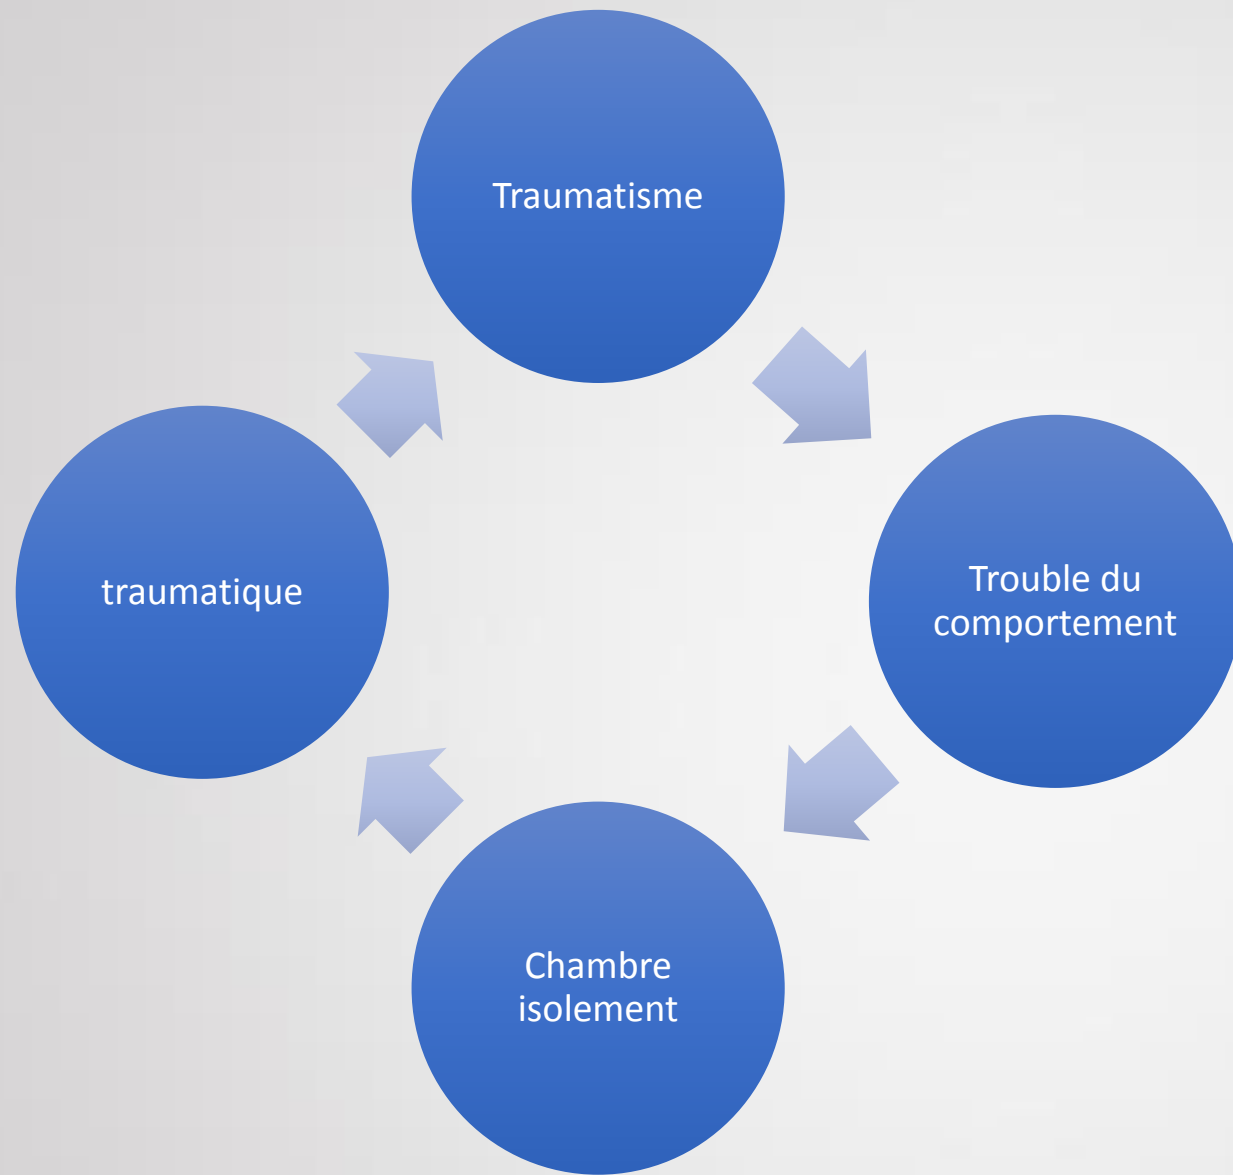 Traumatisme
Trouble du
comportement
Chambre
isolement
traumatique